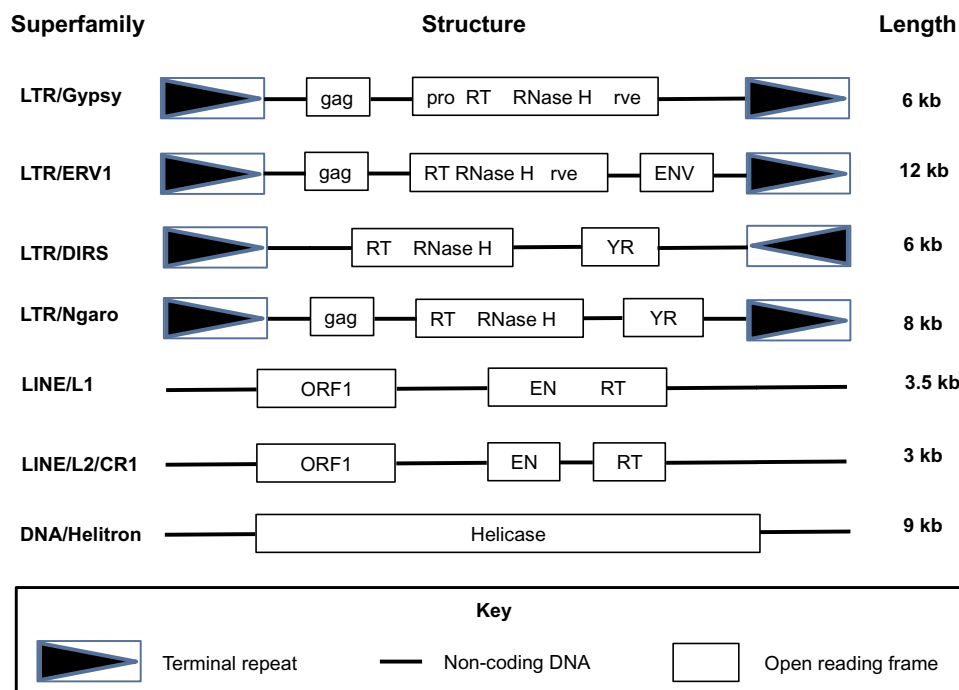 Superfamily Structure Length
LTR/Gypsy gag pro RT RNase H rve 6 kb
LTR/ERV1 gag RT RNase H rve ENV 12 kb
LTR/DIRS RT RNase H YR 6 kb
LTR/Ngaro gag RT RNase H YR 8 kb
LINE/L1 ORF1 EN RT 3.5 kb
LINE/L2/CR1 ORF1 EN RT 3 kb
DNA/Helitron Helicase 9 kb
Key
Terminal repeat Non-coding DNA Open reading frame